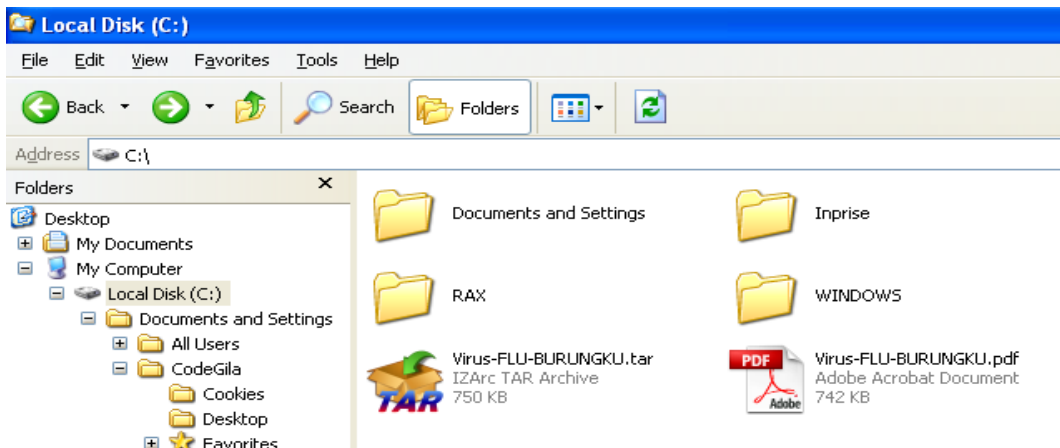 Local Disk (C:)
File Edit View Favorites Tools Help
Back Search Folders
Address C:\
Folders
Desktop
My Documents
My Computer
Local Disk (C:)
Documents and Settings
All Users
CodeGila
Cookies
Desktop
Favorites
Documents and Settings
Inprise
RAX
WINDOWS
TAR
Virus-FLU-BURUNGKU.tar
IZArc TAR Archive
750 KB
PDF
Adobe
Virus-FLU-BURUNGKU.pdf
Adobe Acrobat Document
742 KB